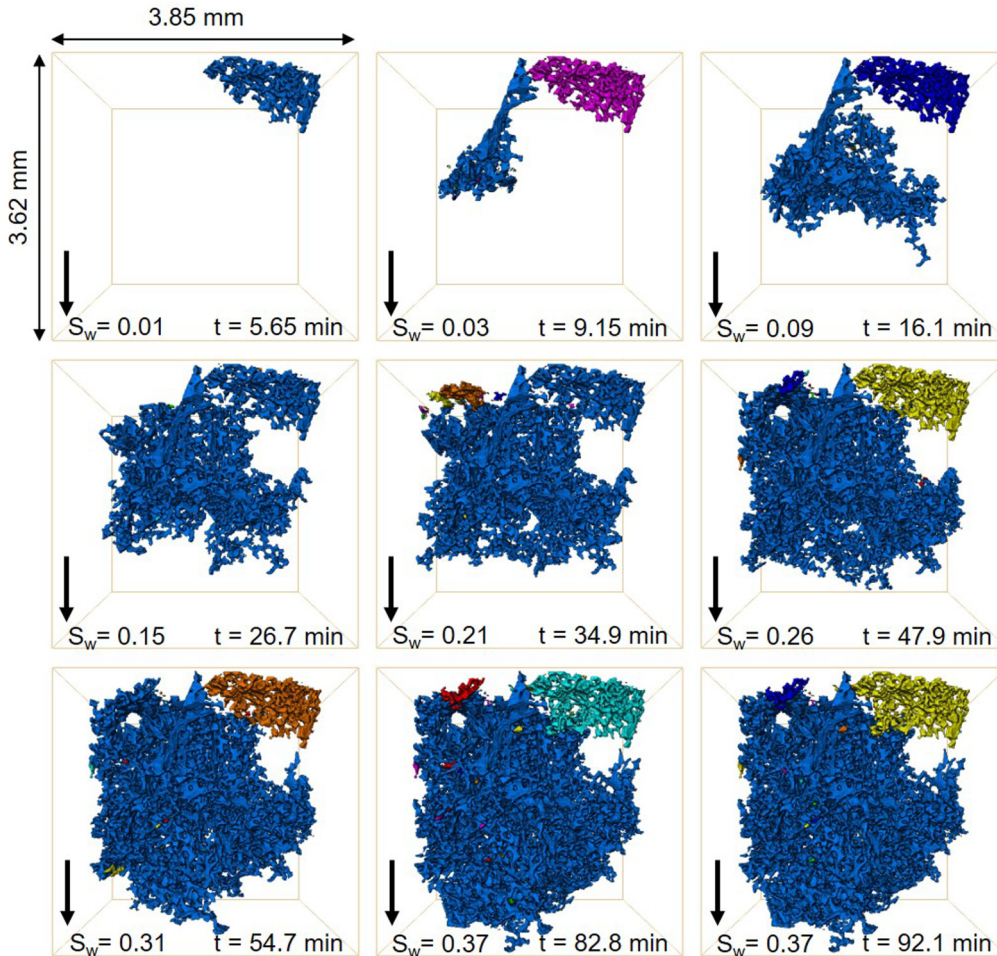 3.85 mm
3.62 mm
Sw= 0.01 t = 5.65 min
Sw= 0.03 t = 9.15 min
Sw= 0.09 t = 16.1 min
Sw= 0.15 t = 26.7 min
Sw= 0.21 t = 34.9 min
Sw= 0.26 t = 47.9 min
Sw= 0.31 t = 54.7 min
Sw= 0.37 t = 82.8 min
Sw= 0.37 t = 92.1 min